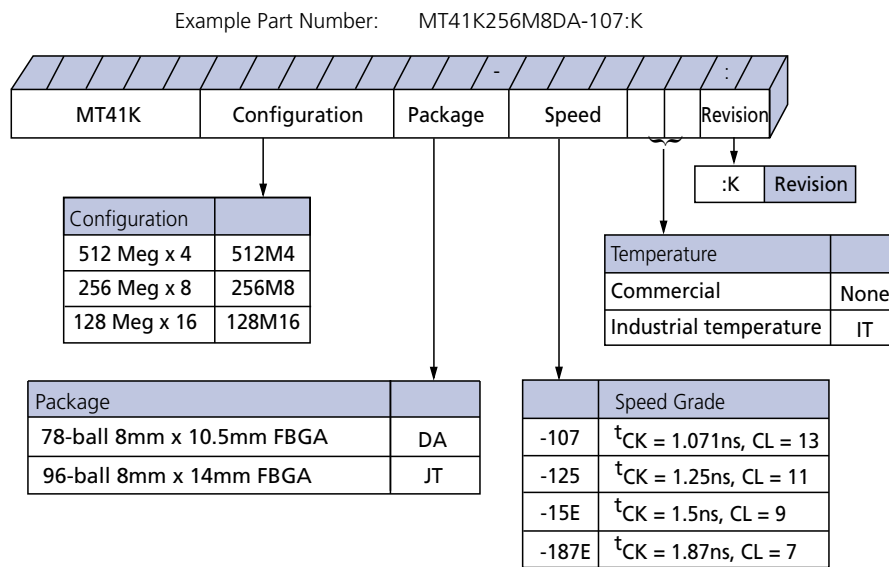 Example Part Number: MT41K256M8DA-107:K
- :
MT41K Configuration Package Speed Revision
:K Revision
Configuration
512 Meg x 4 512M4
256 Meg x 8 256M8
128 Meg x 16 128M16
Temperature
Commercial None
Industrial temperature IT
Package
78-ball 8mm x 10.5mm FBGA DA
96-ball 8mm x 14mm FBGA JT
Speed Grade
-107 tCK = 1.071ns, CL = 13
-125 tCK = 1.25ns, CL = 11
-15E tCK = 1.5ns, CL = 9
-187E tCK = 1.87ns, CL = 7